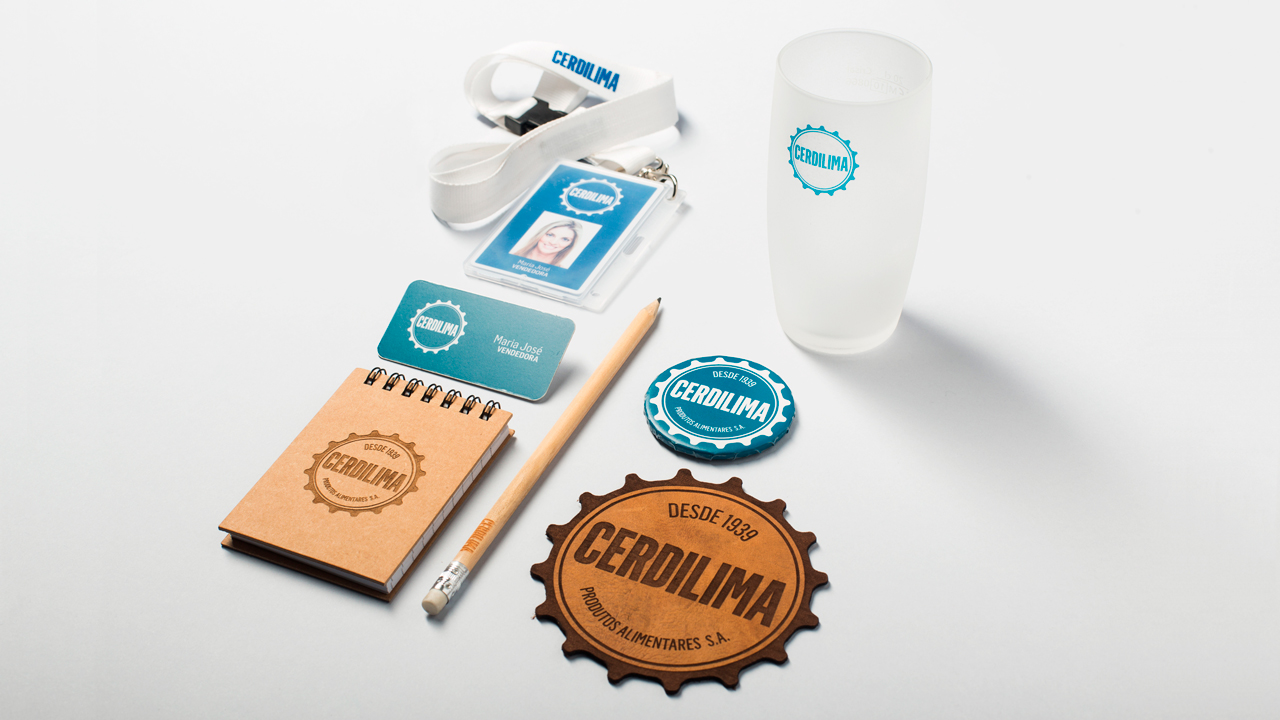 CERDILIMA
CERDILIMA
CERDILIMA
Maria José
VENDEDORA
CERDILIMA
Maria José
VENDEDORA
DESDE 1939
CERDILIMA
PRODUTOS ALIMENTARES S.A.
DESDE 1939
CERDILIMA
PRODUTOS ALIMENTARES S.A.
CERDILIMA
DESDE 1939
CERDILIMA
PRODUTOS ALIMENTARES S.A.